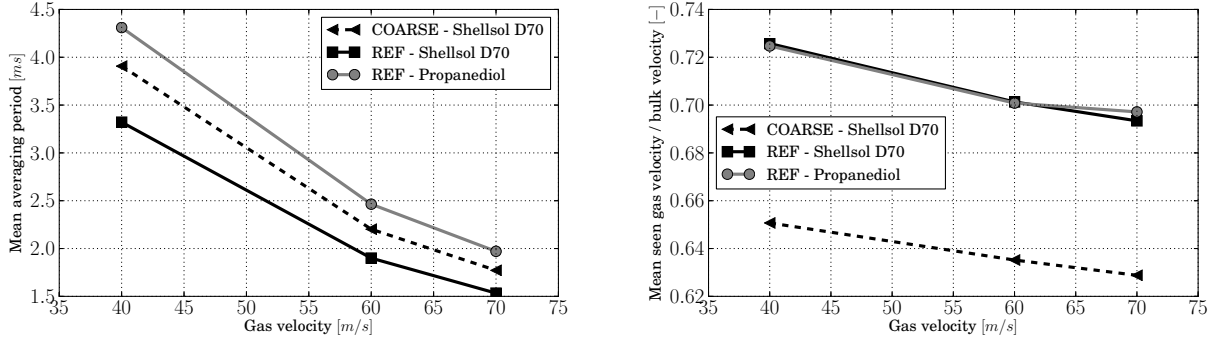 4.5
4.0
3.5
3.0
2.5
2.0
1.5
35 40 45 50 55 60 65 70 75
Mean averaging period [ms]
Gas velocity [m/s]
COARSE - Shellsol D70
REF - Shellsol D70
REF - Propanediol
0.74
0.72
0.70
0.68
0.66
0.64
0.62
35 40 45 50 55 60 65 70 75
Mean seen gas velocity / bulk velocity [−]
Gas velocity [m/s]
COARSE - Shellsol D70
REF - Shellsol D70
REF - Propanediol